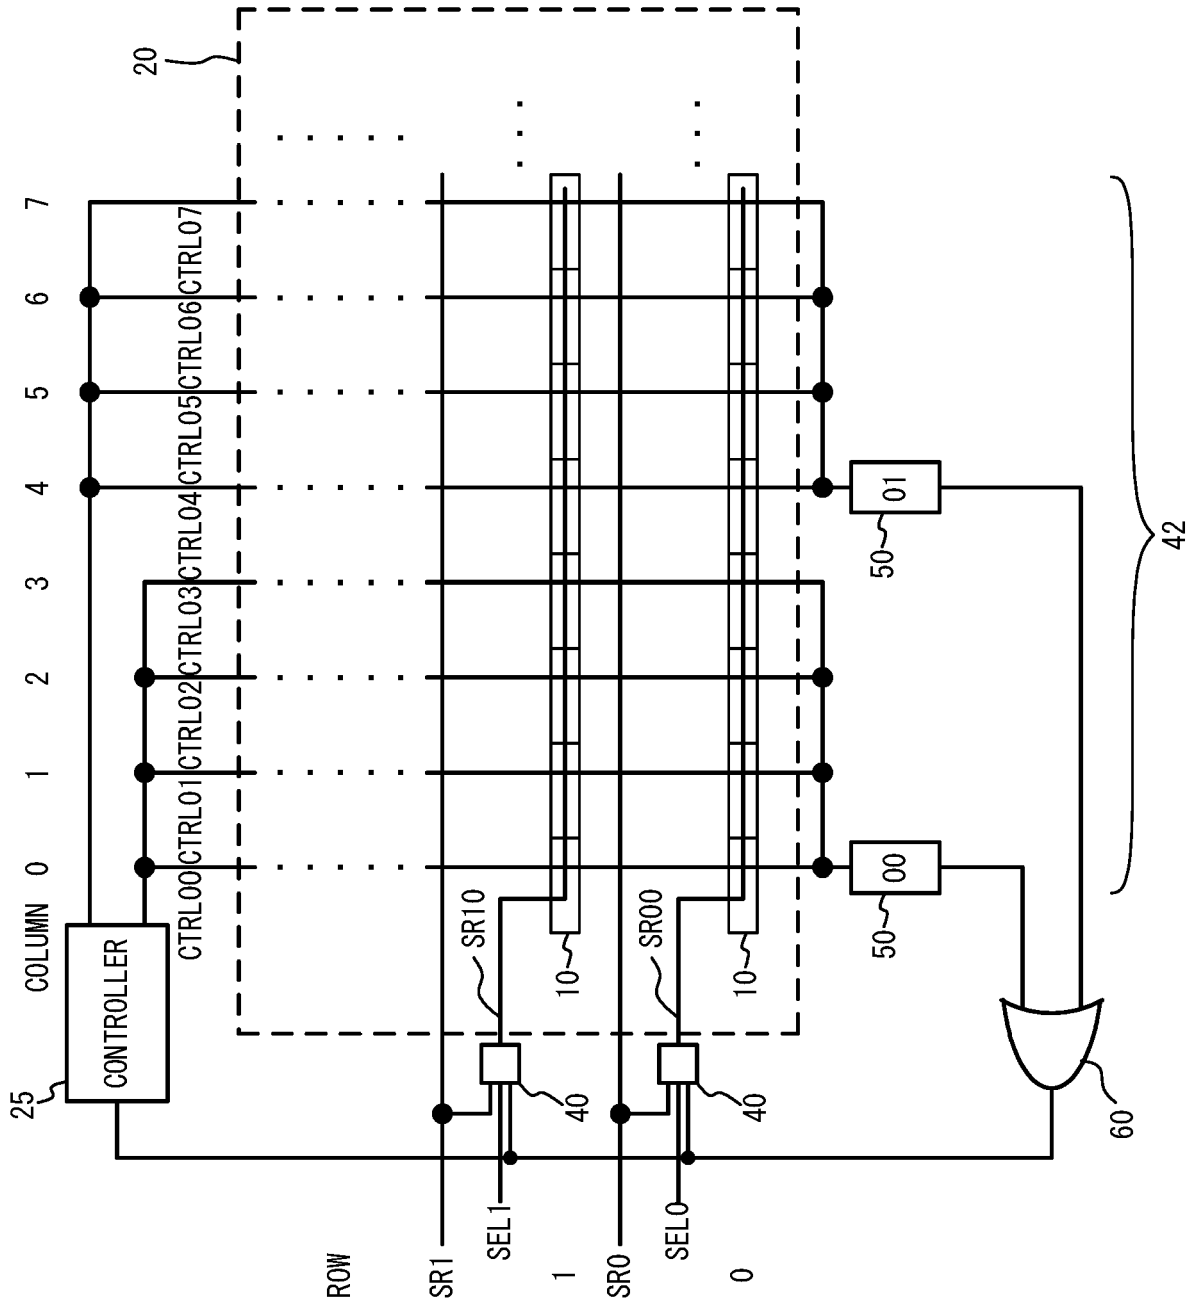 COLUMN 0 1 2 3 4 5 6 7
25
CONTROLLER
CTRL00 CTRL01 CTRL02 CTRL03 CTRL04 CTRL05 CTRL06 CTRL07
20
ROW
SR1
SR10
SEL1
40
1
10
SR0
SR00
SEL0
40
0
10
50
00
50
01
60
42